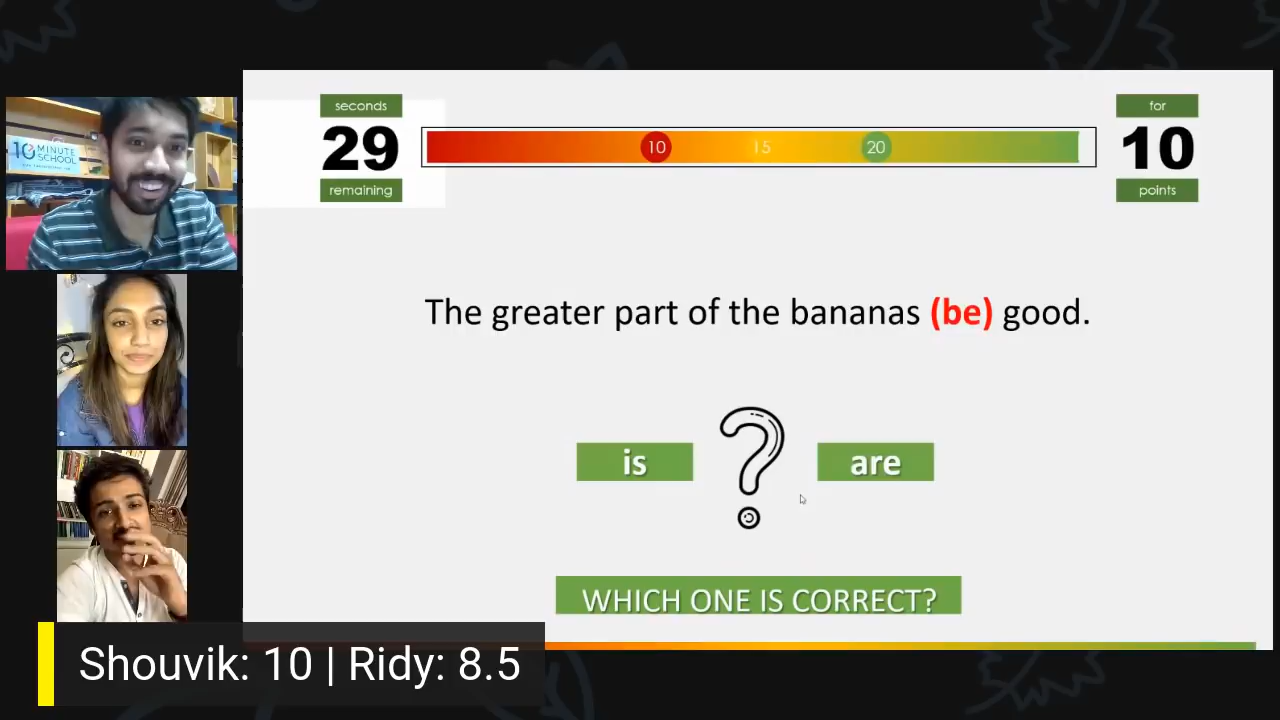 10 MINUTE
SCHOOL
seconds
29
remaining
10
15
20
for
10
points
The greater part of the bananas (be) good.
is
are
WHICH ONE IS CORRECT?
Shouvik: 10 | Ridy: 8.5